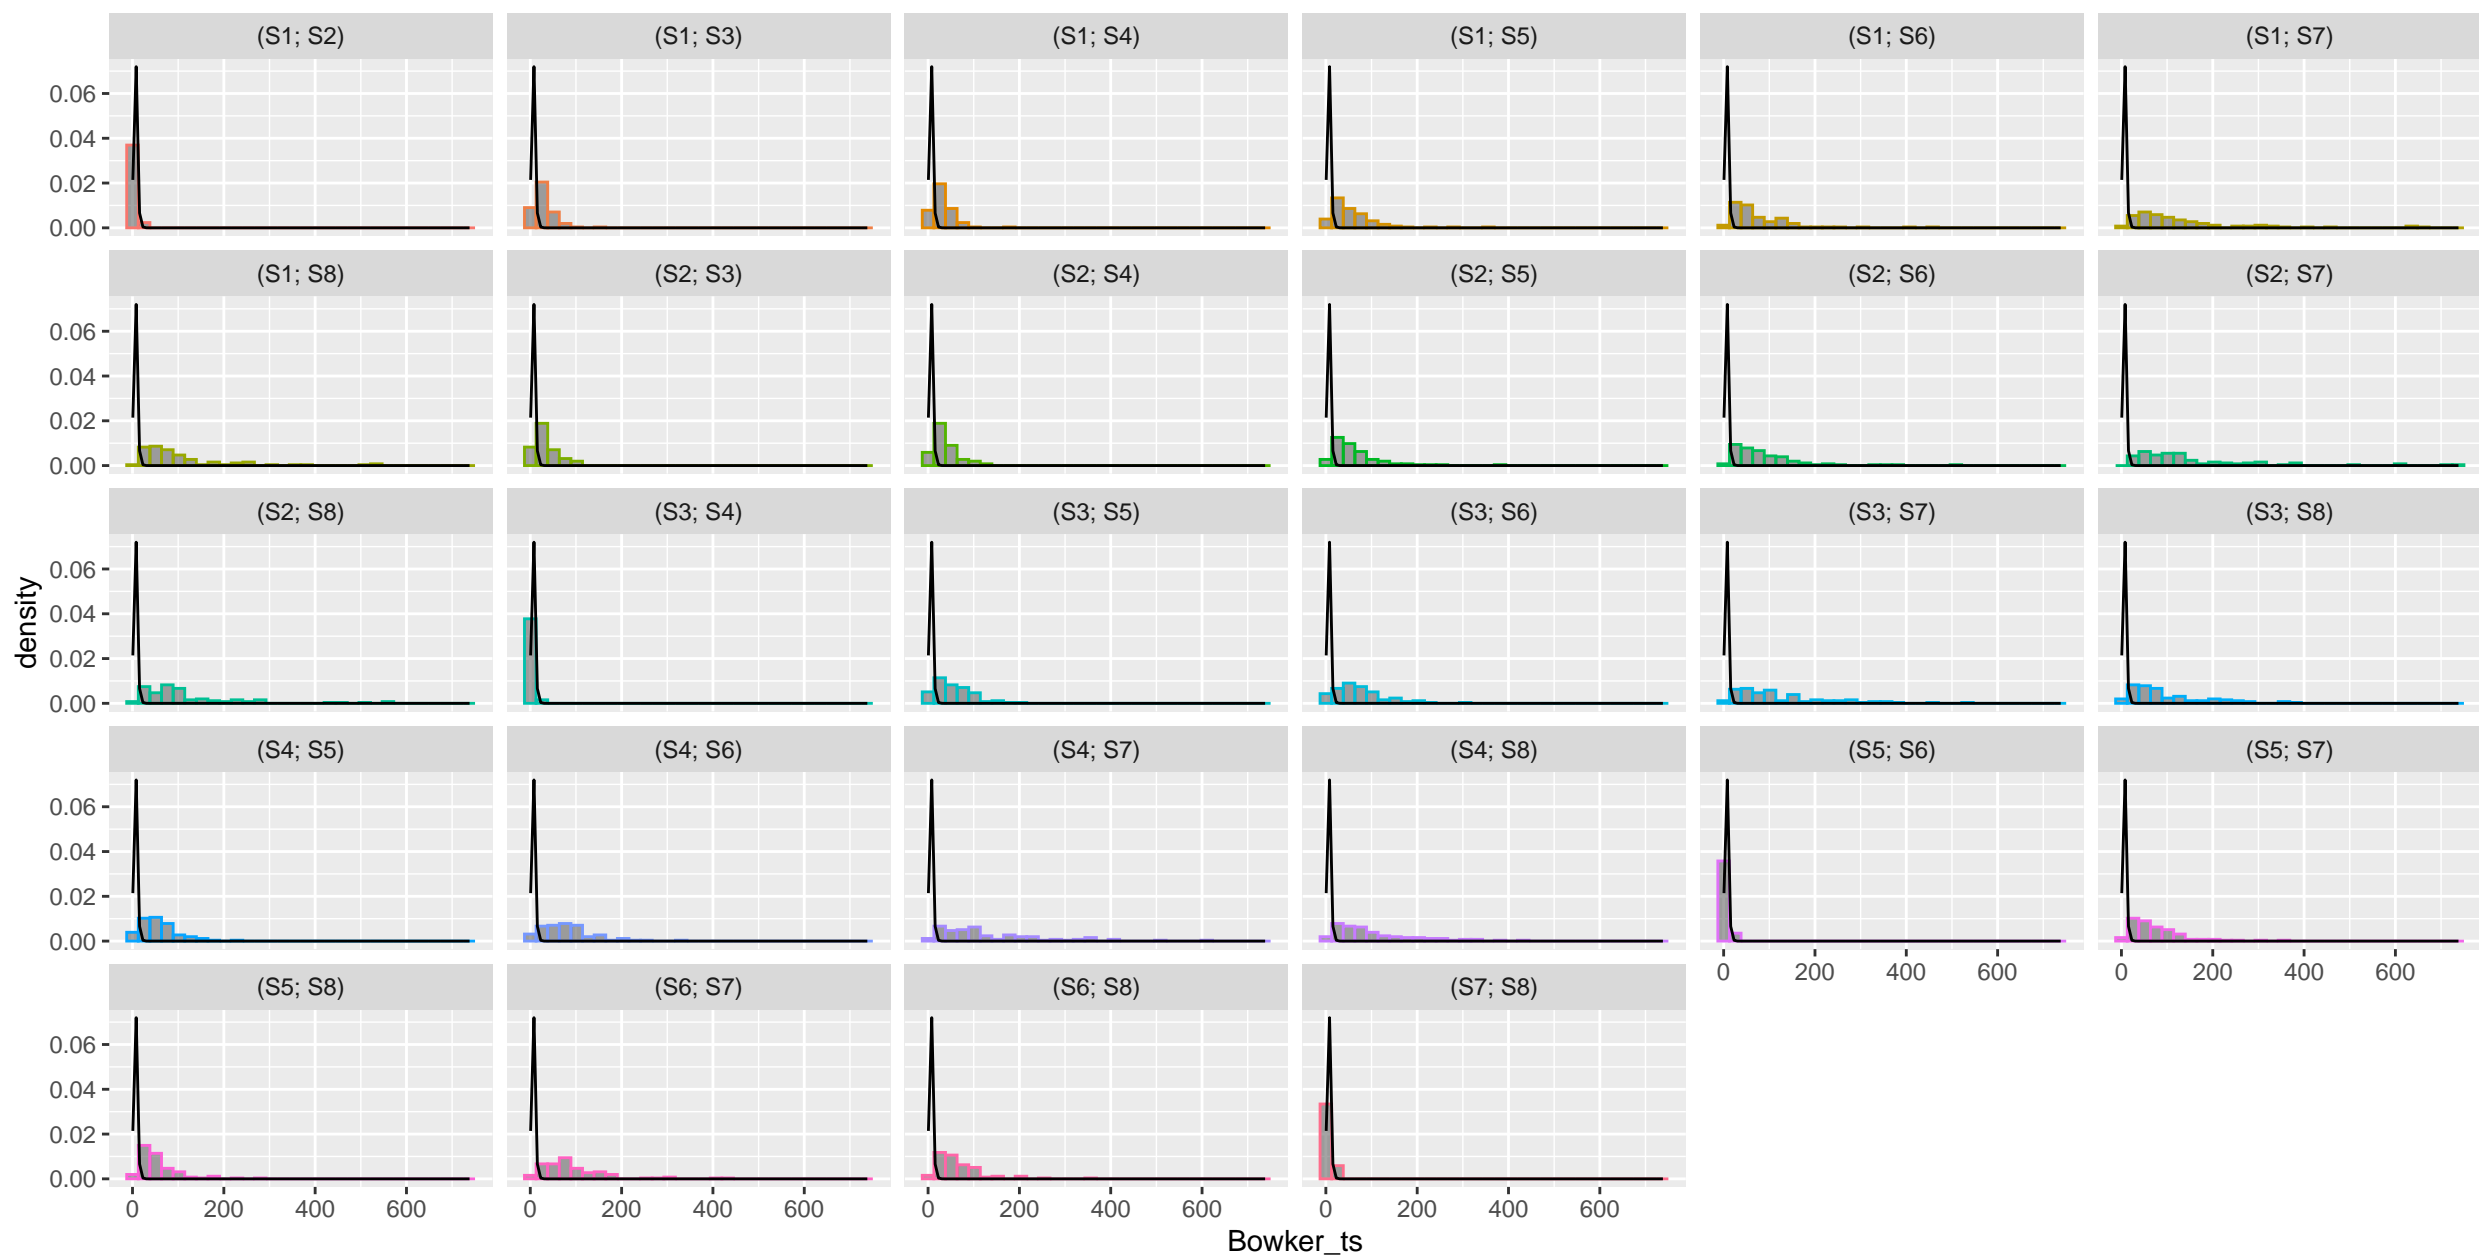 (S1; S2) (S1; S3) (S1; S4) (S1; S5) (S1; S6) (S1; S7)
0.06
0.04
0.02
0.00
(S1; S8) (S2; S3) (S2; S4) (S2; S5) (S2; S6) (S2; S7)
0.06
0.04
0.02
0.00
(S2; S8) (S3; S4) (S3; S5) (S3; S6) (S3; S7) (S3; S8)
0.06
0.04
0.02
0.00
density
(S4; S5) (S4; S6) (S4; S7) (S4; S8) (S5; S6) (S5; S7)
0.06
0.04
0.02
0.00
0 200 400 600 0 200 400 600
(S5; S8) (S6; S7) (S6; S8) (S7; S8)
0.06
0.04
0.02
0.00
0 200 400 600 0 200 400 600 0 200 400 600 0 200 400 600
Bowker_ts